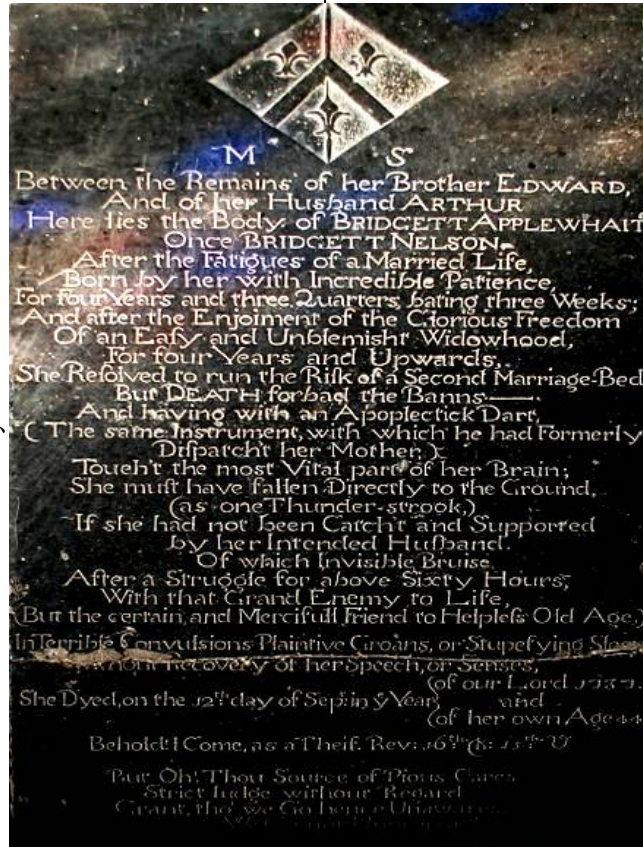 M S
Between the Remains of her Brother EDWARD,
And of her Husband ARTHUR
Here lies the Body of BRIDGETT APPLEWHAIT
Once BRIDGETT NELSON.
After the Fatigues of a Married Life,
Born by her with Incredible Patience,
For four Years and three Quarters, bating three Weeks;
And after the Enjoiment of the Glorious Freedom
Of an Easy and Unblemisht Widowhood,
For four Years and Upwards,
She Resolved to run the Risk of a Second Marriage-Bed
But DEATH forbad the Banns——
And having with an Apoplectick Dart,
(The same Instrument, with which he had Formerly
Dispatch't her Mother,)
Touch't the most Vital part of her Brain;
She must have fallen Directly to the Ground,
(as one Thunder-strook,)
If she had not been Catch't and Supported
by her Intended Husband.
Of which Invisible Bruise,
After a Struggle for above Sixty Hours,
With that Grand Enemy to Life,
(But the certain, and Mercifull Friend to Helpless Old Age,)
In Terrible Convulsions Plaintive Groans, or Stupefying
Recovery of her Speech, or Senses,
She Dyed, on the 12th day of Sep: in ye Year
of our Lord 1737.
and
of her own Age 44
Behold! I Come, as a Theif. Rev: 16th Ch: 15th V
But Oh! Thou Source of Pious Cares
Strict Judge without Regard
Grant, tho' we Go hence Unawares